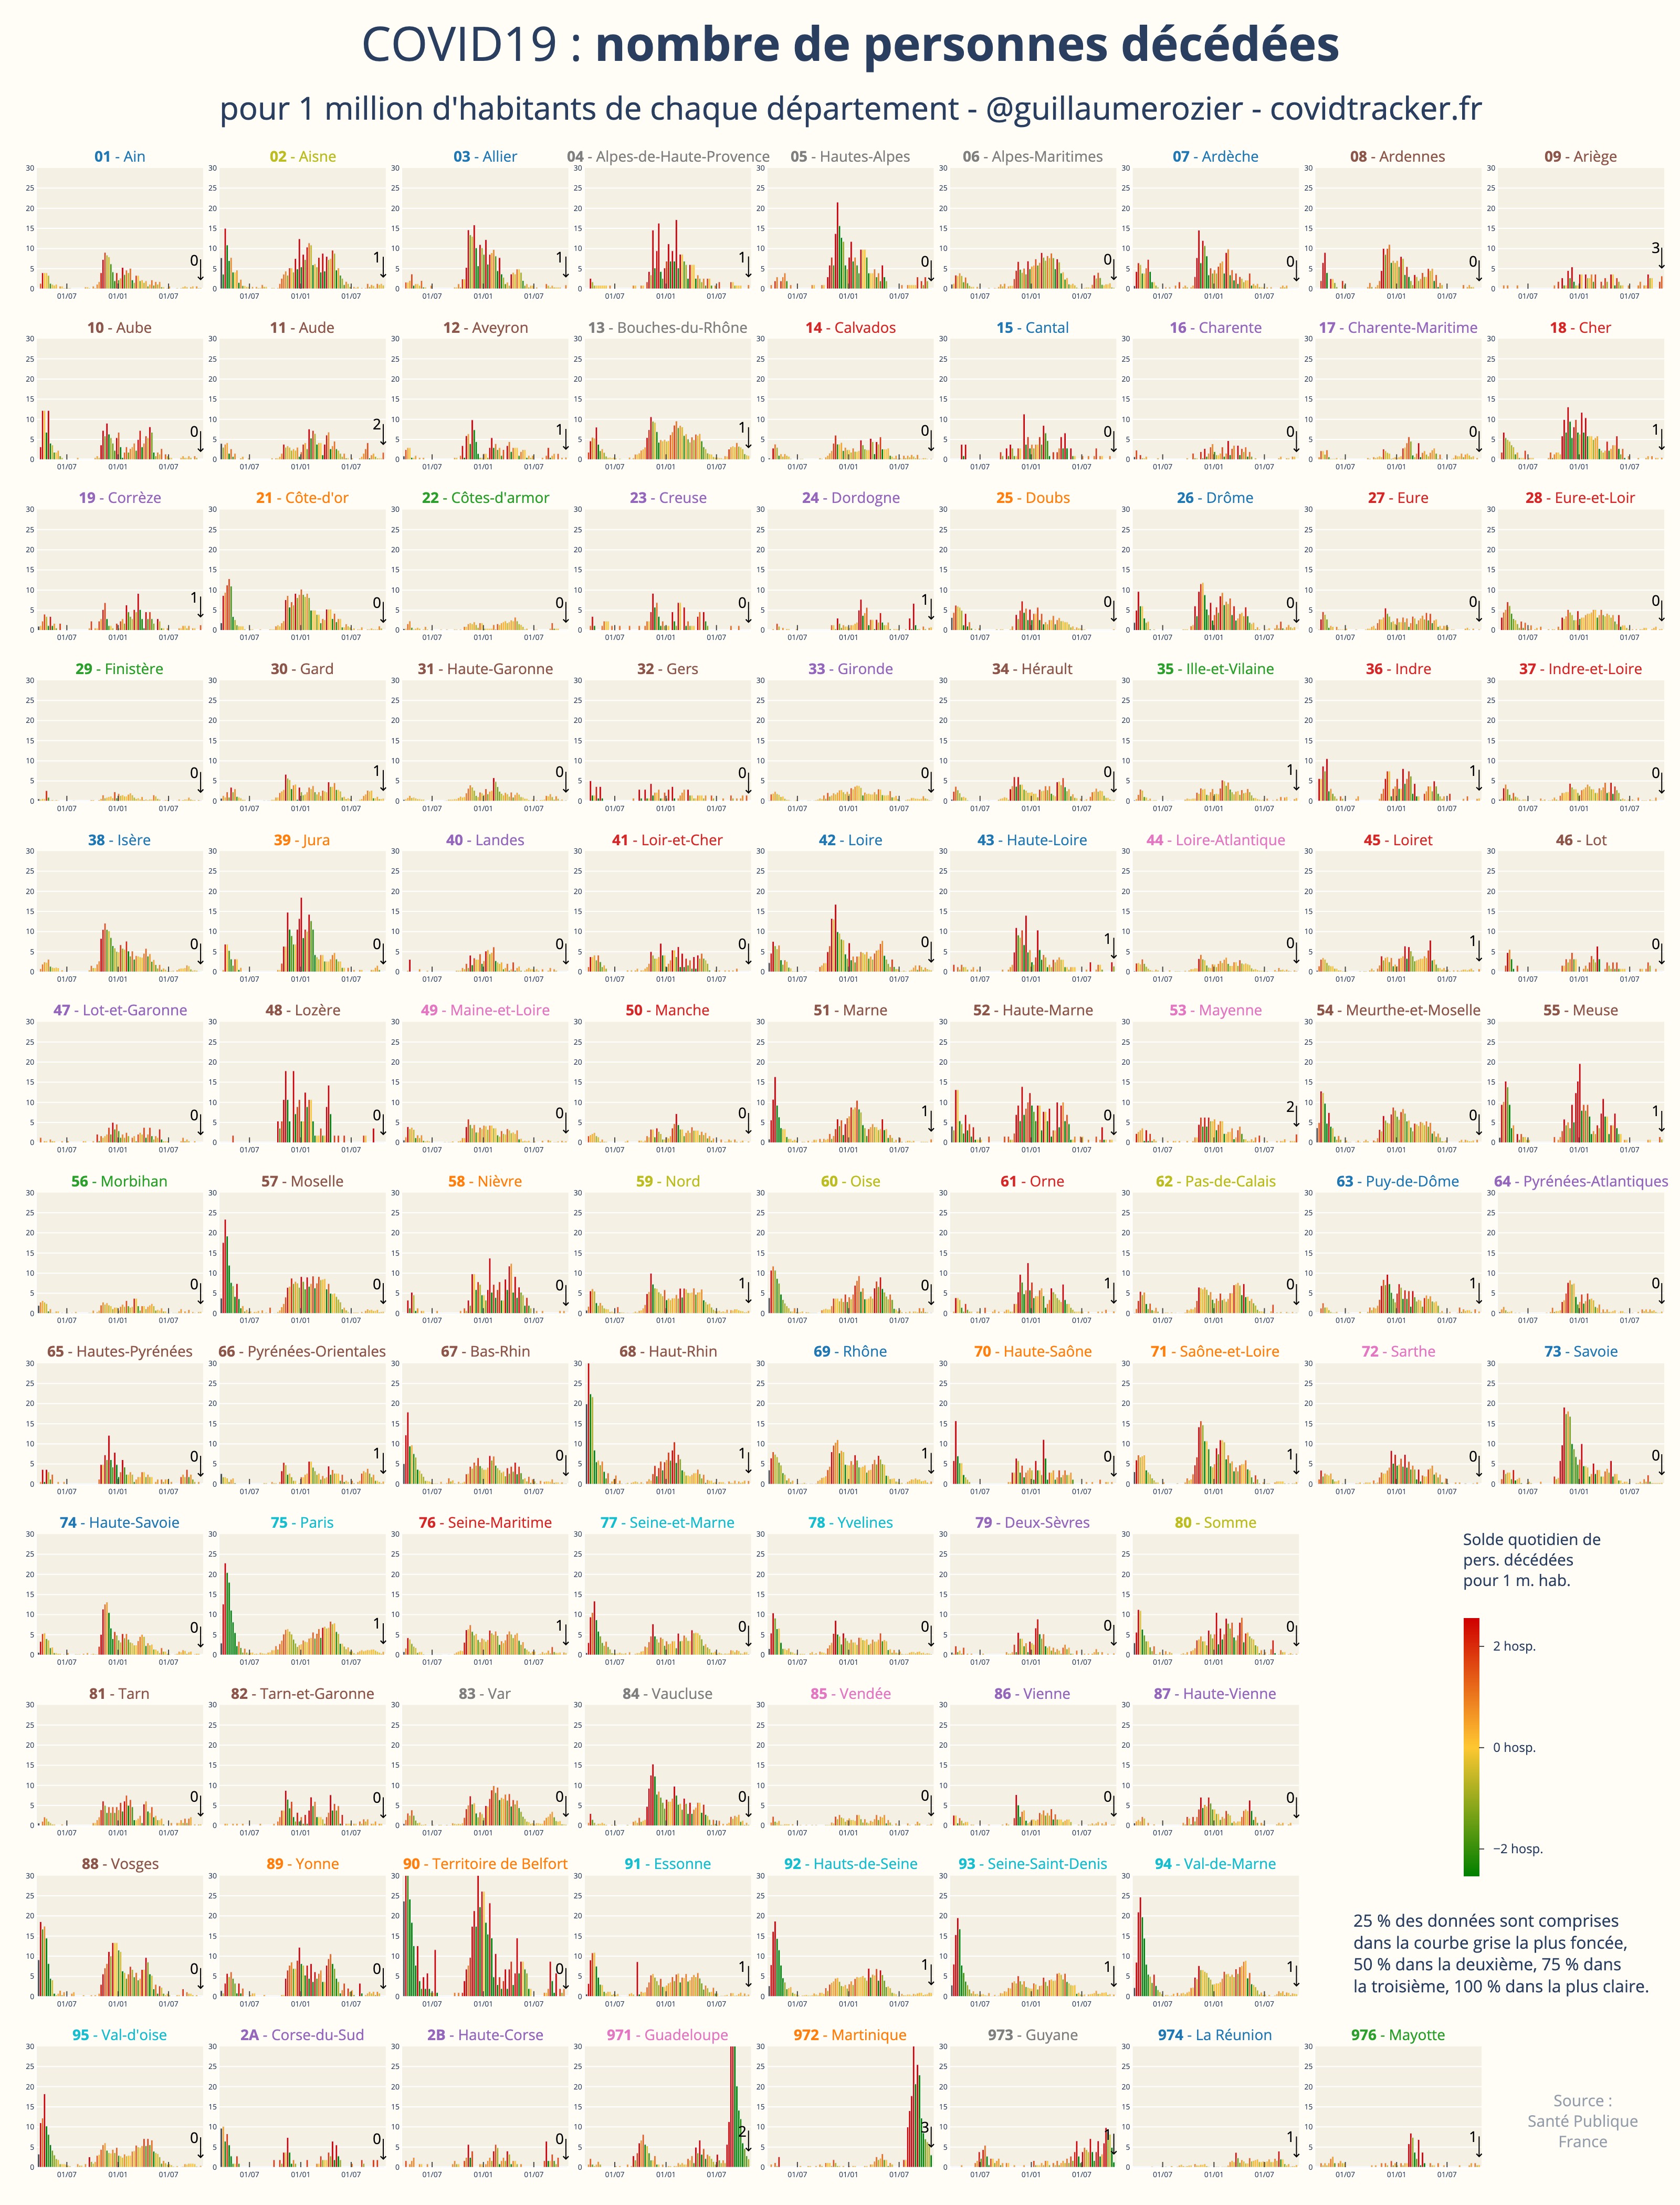 COVID19 : nombre de personnes décédées
pour 1 million d'habitants de chaque département - @guillaumerozier - covidtracker.fr
01 - Ain
02 - Aisne
03 - Allier
04 - Alpes-de-Haute-Provence
05 - Hautes-Alpes
06 - Alpes-Maritimes
07 - Ardèche
08 - Ardennes
09 - Ariège
10 - Aube
11 - Aude
12 - Aveyron
13 - Bouches-du-Rhône
14 - Calvados
15 - Cantal
16 - Charente
17 - Charente-Maritime
18 - Cher
19 - Corrèze
21 - Côte-d'or
22 - Côtes-d'armor
23 - Creuse
24 - Dordogne
25 - Doubs
26 - Drôme
27 - Eure
28 - Eure-et-Loir
29 - Finistère
30 - Gard
31 - Haute-Garonne
32 - Gers
33 - Gironde
34 - Hérault
35 - Ille-et-Vilaine
36 - Indre
37 - Indre-et-Loire
38 - Isère
39 - Jura
40 - Landes
41 - Loir-et-Cher
42 - Loire
43 - Haute-Loire
44 - Loire-Atlantique
45 - Loiret
46 - Lot
47 - Lot-et-Garonne
48 - Lozère
49 - Maine-et-Loire
50 - Manche
51 - Marne
52 - Haute-Marne
53 - Mayenne
54 - Meurthe-et-Moselle
55 - Meuse
56 - Morbihan
57 - Moselle
58 - Nièvre
59 - Nord
60 - Oise
61 - Orne
62 - Pas-de-Calais
63 - Puy-de-Dôme
64 - Pyrénées-Atlantiques
65 - Hautes-Pyrénées
66 - Pyrénées-Orientales
67 - Bas-Rhin
68 - Haut-Rhin
69 - Rhône
70 - Haute-Saône
71 - Saône-et-Loire
72 - Sarthe
73 - Savoie
74 - Haute-Savoie
75 - Paris
76 - Seine-Maritime
77 - Seine-et-Marne
78 - Yvelines
79 - Deux-Sèvres
80 - Somme
Solde quotidien de
pers. décédées
pour 1 m. hab.
2 hosp.
0 hosp.
−2 hosp.
81 - Tarn
82 - Tarn-et-Garonne
83 - Var
84 - Vaucluse
85 - Vendée
86 - Vienne
87 - Haute-Vienne
88 - Vosges
89 - Yonne
90 - Territoire de Belfort
91 - Essonne
92 - Hauts-de-Seine
93 - Seine-Saint-Denis
94 - Val-de-Marne
25 % des données sont comprises
dans la courbe grise la plus foncée,
50 % dans la deuxième, 75 % dans
la troisième, 100 % dans la plus claire.
95 - Val-d'oise
2A - Corse-du-Sud
2B - Haute-Corse
971 - Guadeloupe
972 - Martinique
973 - Guyane
974 - La Réunion
976 - Mayotte
Source :
Santé Publique
France